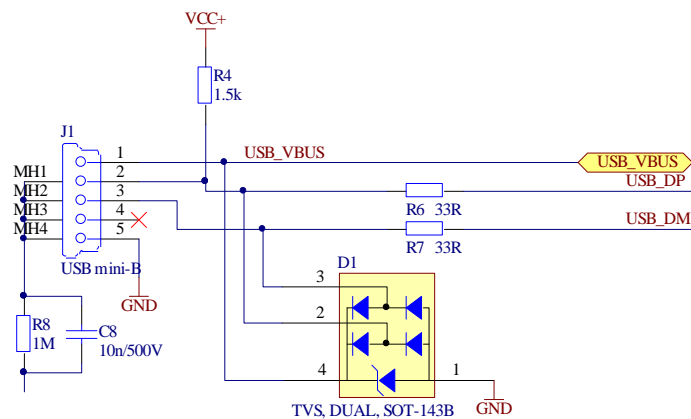 VCC+
R4
1.5k
J1
1
USB_VBUS
USB_VBUS
MH1
2
USB_DP
MH2
3
R6 33R
MH3
4
USB_DM
MH4
5
R7 33R
USB mini-B
D1
3
GND
2
R8
1M
C8
10n/500V
4
1
GND
TVS, DUAL, SOT-143B